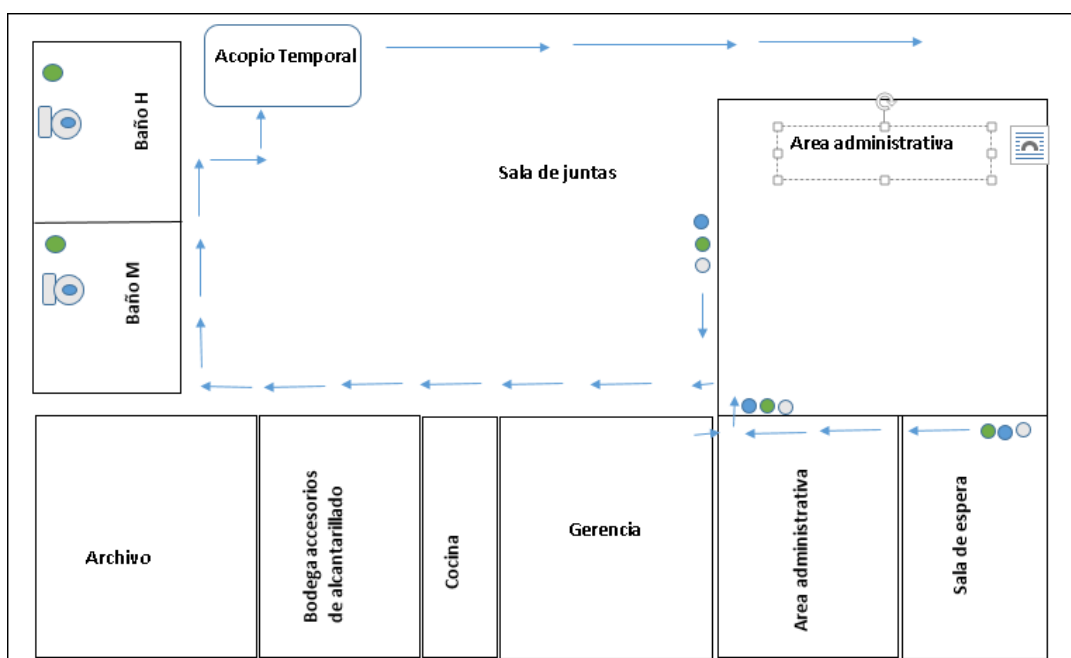 Acopio Temporal
Baño H
Area administrativa
Sala de juntas
Baño M
Archivo
Bodega accesorios
de alcantarillado
Cocina
Gerencia
Area administrativa
Sala de espera